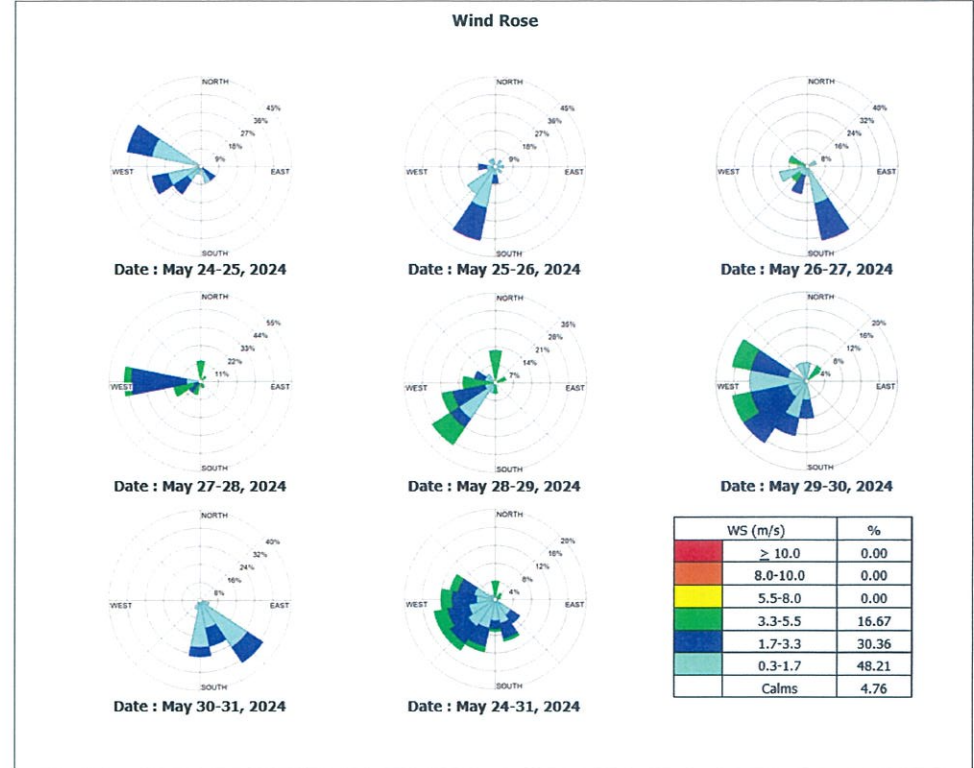 Wind Rose
NORTH
45%
36%
27%
18%
9%
WEST
EAST
SOUTH
Date : May 24-25, 2024
NORTH
45%
36%
27%
18%
9%
WEST
EAST
SOUTH
Date : May 25-26, 2024
NORTH
40%
32%
24%
16%
8%
WEST
EAST
SOUTH
Date : May 26-27, 2024
NORTH
55%
44%
33%
22%
11%
WEST
EAST
SOUTH
Date : May 27-28, 2024
NORTH
35%
28%
21%
14%
7%
WEST
EAST
SOUTH
Date : May 28-29, 2024
NORTH
20%
16%
12%
8%
4%
WEST
EAST
SOUTH
Date : May 29-30, 2024
NORTH
40%
32%
24%
16%
8%
WEST
EAST
SOUTH
Date : May 30-31, 2024
NORTH
20%
16%
12%
8%
4%
WEST
EAST
SOUTH
Date : May 24-31, 2024
WS (m/s) %
≥ 10.0 0.00
8.0-10.0 0.00
5.5-8.0 0.00
3.3-5.5 16.67
1.7-3.3 30.36
0.3-1.7 48.21
Calms 4.76